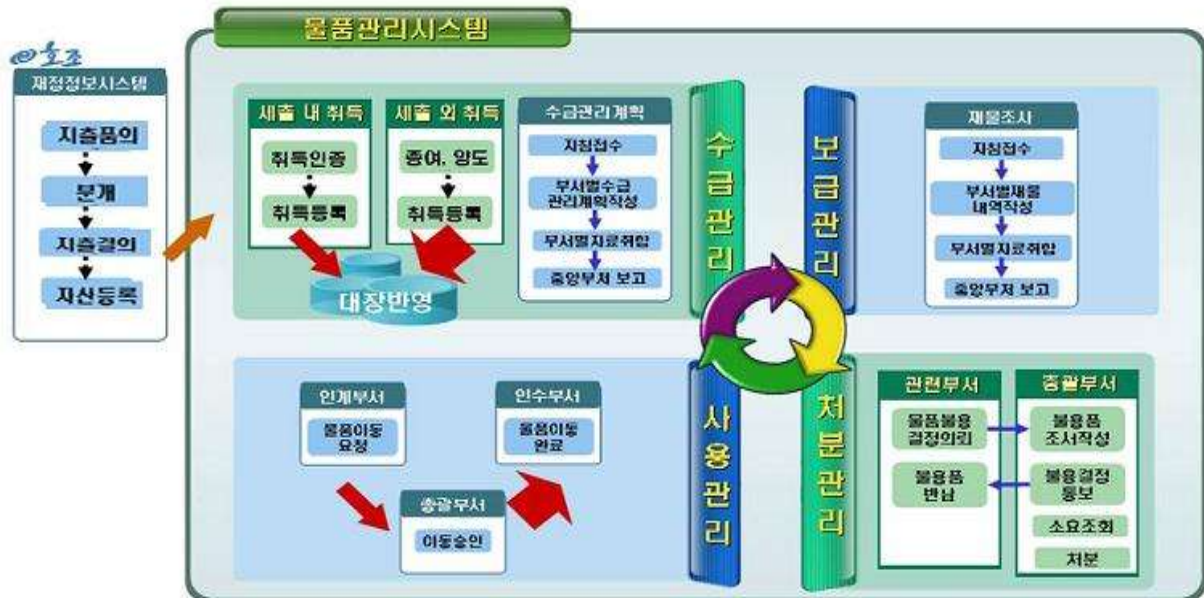 물품관리시스템
e호조
재정정보시스템
지출품의
분개
지출결의
자산등록
세출 내 취득
취득인증
취득등록
세출 외 취득
증여, 양도
취득등록
대장반영
수급관리계획
지침접수
부서별수급
관리계획작성
부서별자료취합
중앙부처 보고
수급관리
보급관리
재물조사
지침접수
부서별재물
내역작성
부서별자료취합
중앙부처 보고
인계부서
물품이동
요청
인수부서
물품이동
완료
총괄부서
이동승인
사용관리
처분관리
관련부서
물품불용
결정의뢰
불용품
반납
총괄부서
불용품
조서작성
불용결정
통보
소요조회
처분